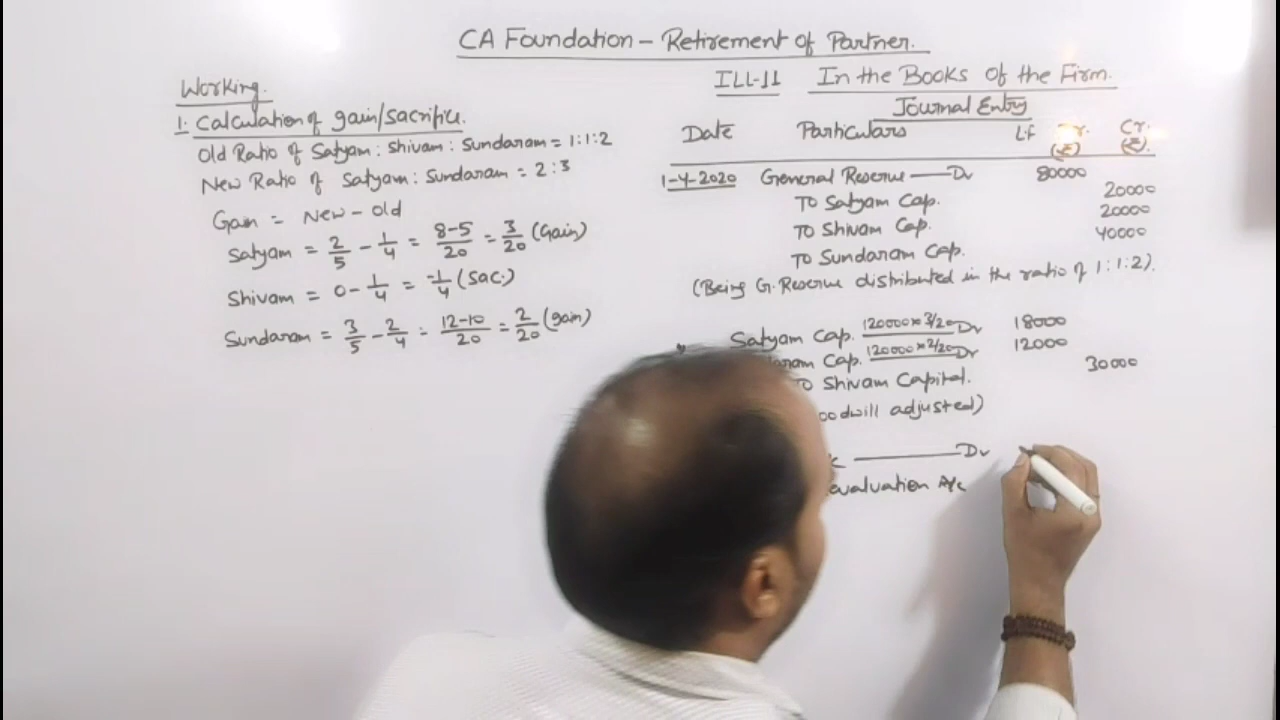 CA Foundation – Retirement of Partner.
Working.
1. Calculation of gain/sacrifice.
Old Ratio of Satyam : Shivam : Sundaram = 1:1:2
New Ratio of Satyam : Sundaram = 2:3
Gain = New – Old
Satyam = 2/5 – 1/4 = 8-5/20 = 3/20 (Gain)
Shivam = 0 – 1/4 = -1/4 (Sac.)
Sundaram = 3/5 – 2/4 = 12-10/20 = 2/20 (gain)
ILL-11 In the Books of the Firm.
Journal Entry
Date Particulars L.f Dr. (₹) Cr. (₹)
1-4-2020 General Reserve — Dr 80000
To Satyam Cap. 20000
To Shivam Cap. 20000
To Sundaram Cap. 40000
(Being G. Reserve distributed in the ratio of 1:1:2).
Satyam Cap. 120000×3/20 Dr 18000
Cap. 120000×2/20 Dr 12000
To Shivam Capital. 30000
adjusted)
— Dr
A/c